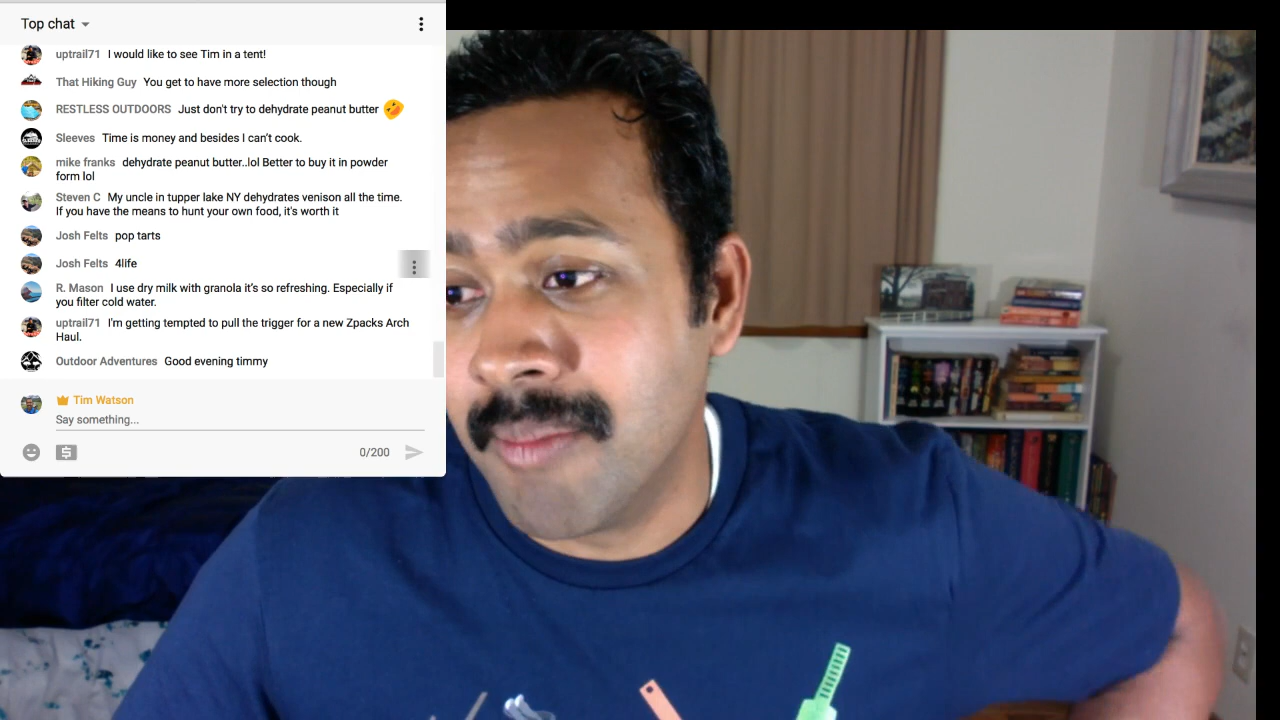 Top chat
uptrail71 I would like to see Tim in a tent!
That Hiking Guy You get to have more selection though
RESTLESS OUTDOORS Just don't try to dehydrate peanut butter
Sleeves Time is money and besides I can't cook.
mike franks dehydrate peanut butter..lol Better to buy it in powder
form lol
Steven C My uncle in tupper lake NY dehydrates venison all the time.
If you have the means to hunt your own food, it's worth it
Josh Felts pop tarts
Josh Felts 4life
R. Mason I use dry milk with granola it's so refreshing. Especially if
you filter cold water.
uptrail71 I'm getting tempted to pull the trigger for a new Zpacks Arch
Haul.
Outdoor Adventures Good evening timmy
Tim Watson
Say something...
0/200